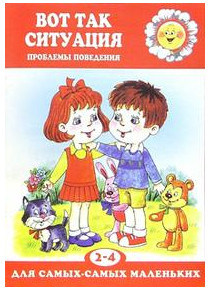 ВОТ ТАК
СИТУАЦИЯ
ПРОБЛЕМЫ ПОВЕДЕНИЯ
2-4
ДЛЯ САМЫХ-САМЫХ МАЛЕНЬКИХ